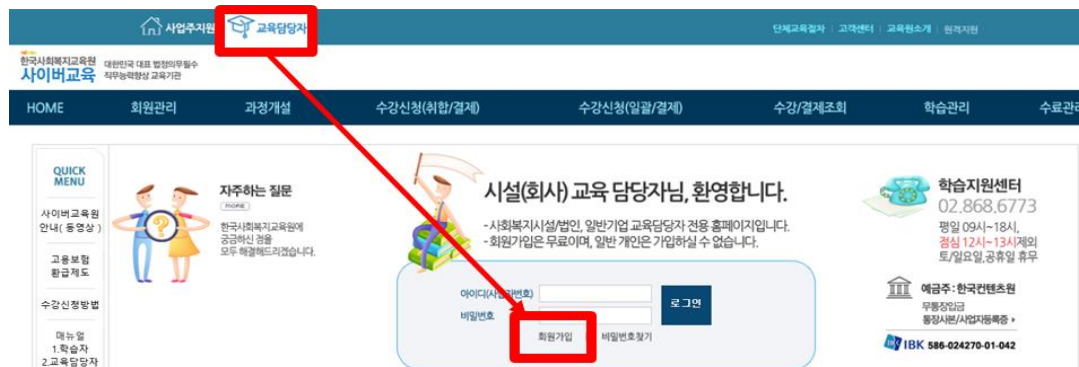 사업주지원 교육담당자
단체교육절차 고객센터 교육원소개 원격지원
한국사회복지교육원
사이버교육
대한민국 대표 법정의무필수
직무능력향상 교육기관
HOME 회원관리 과정개설 수강신청(취합/결제) 수강신청(일괄/결제) 수강/결제조회 학습관리 수료관리
QUICK
MENU
사이버교육원
안내( 동영상 )
고용보험
환급제도
수강신청방법
매뉴얼
1.학습자
2.교육담당자
자주하는 질문
more
한국사회복지교육원에
궁금하신 점을
모두 해결해드리겠습니다.
시설(회사) 교육 담당자님, 환영합니다.
-사회복지시설/법인, 일반기업 교육담당자 전용 홈페이지입니다.
-회원가입은 무료이며, 일반 개인은 가입하실 수 없습니다.
아이디(사업자번호)
비밀번호
로그인
회원가입 비밀번호찾기
학습지원센터
02.868.6773
평일 09시~18시,
점심 12시~13시제외
토/일요일,공휴일 휴무
예금주 : 한국컨텐츠원
무통장입금
통장사본/사업자등록증
IBK 586-024270-01-042